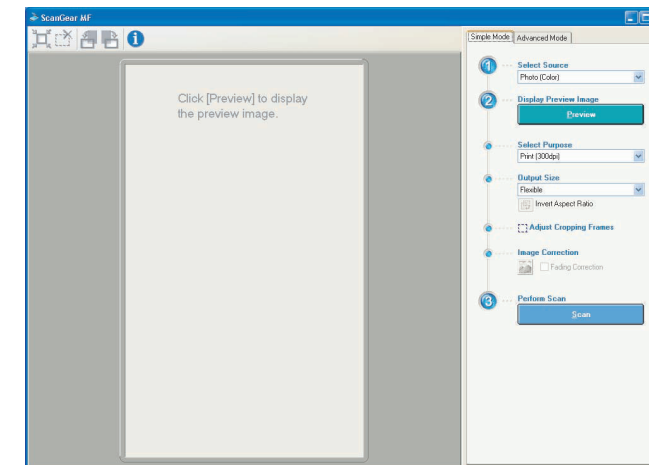 ScanGear MF
Simple Mode
Advanced Mode
Click [Preview] to display
the preview image.
1
Select Source
Photo (Color)
2
Display Preview Image
Preview
Select Purpose
Print (300dpi)
Output Size
Flexible
Invert Aspect Ratio
Adjust Cropping Frames
Image Correction
Fading Correction
3
Perform Scan
Scan